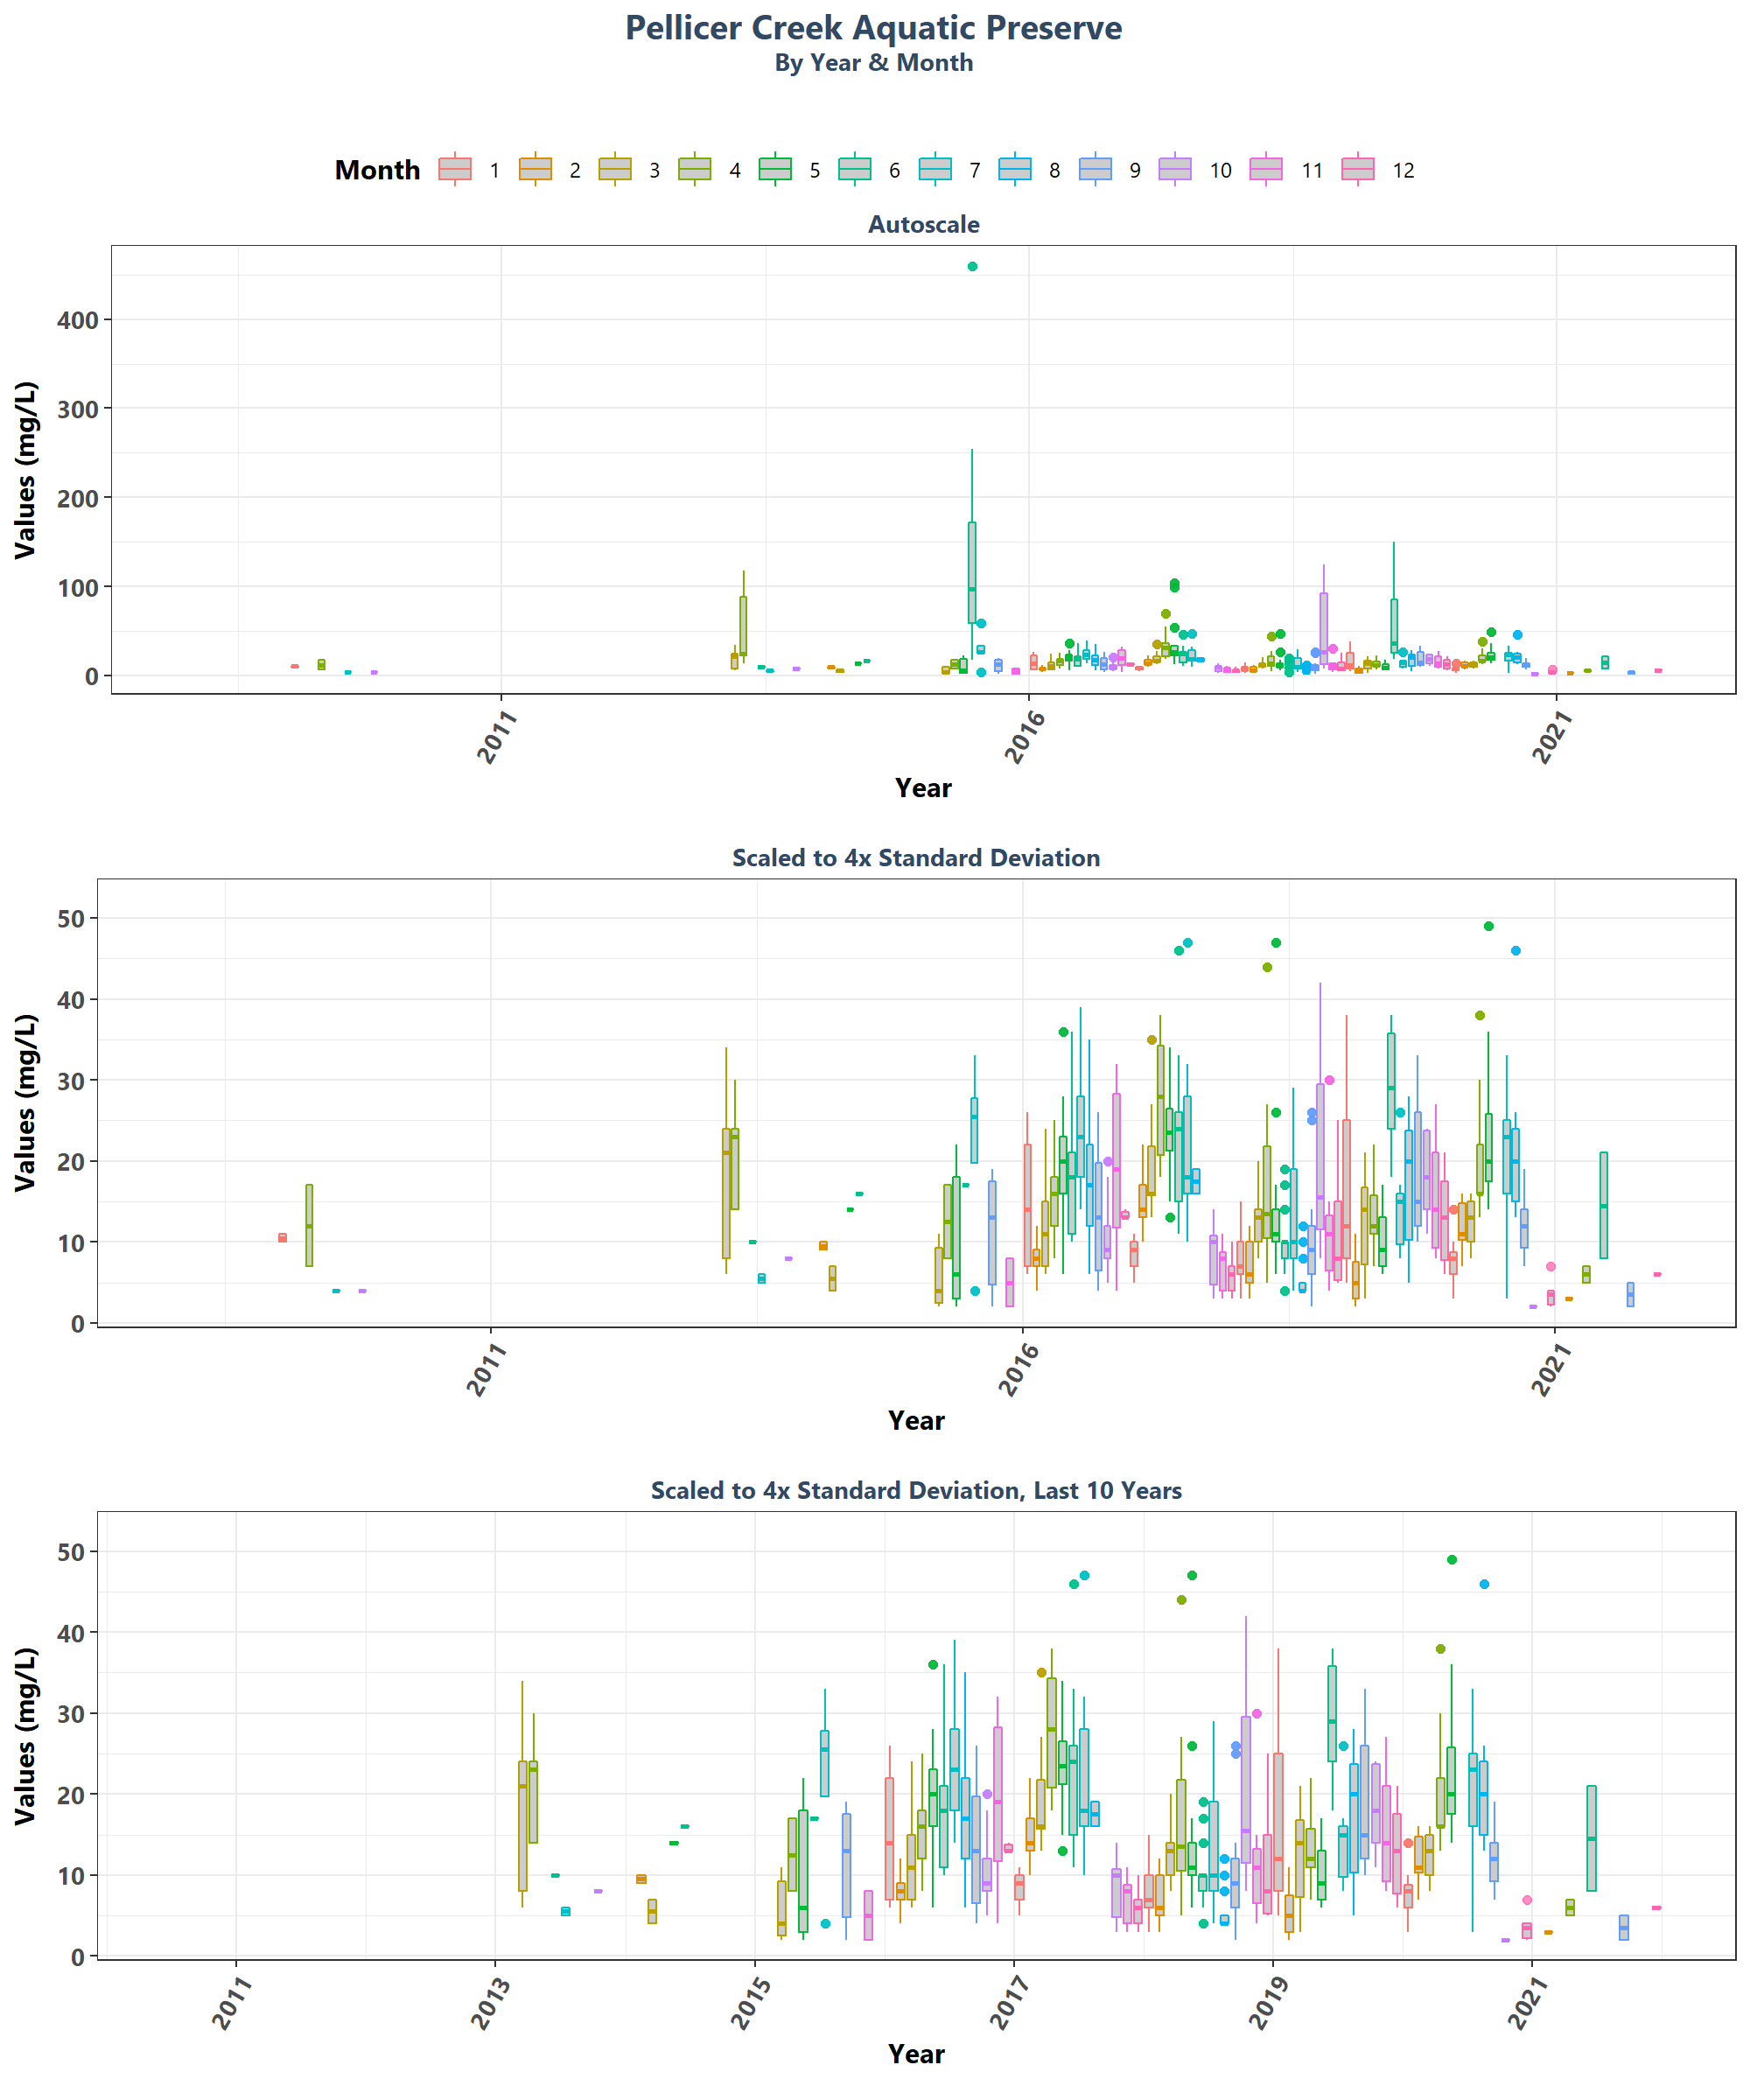 Pellicer Creek Aquatic Preserve
By Year & Month
Month 1 2 3 4 5 6 7 8 9 10 11 12
Autoscale
Values (mg/L)
400
300
200
100
0
2011 2016 2021
Year
Scaled to 4x Standard Deviation
Values (mg/L)
50
40
30
20
10
0
2011 2016 2021
Year
Scaled to 4x Standard Deviation, Last 10 Years
Values (mg/L)
50
40
30
20
10
0
2011 2013 2015 2017 2019 2021
Year